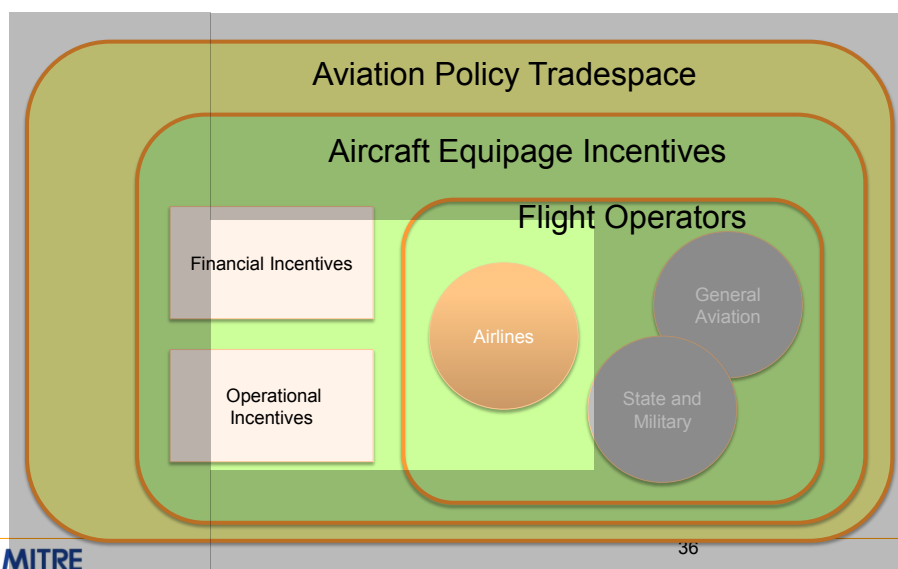 Aviation Policy Tradespace
Aircraft Equipage Incentives
Flight Operators
Financial Incentives
General
Aviation
Airlines
Operational
Incentives
State and
Military
36
MITRE